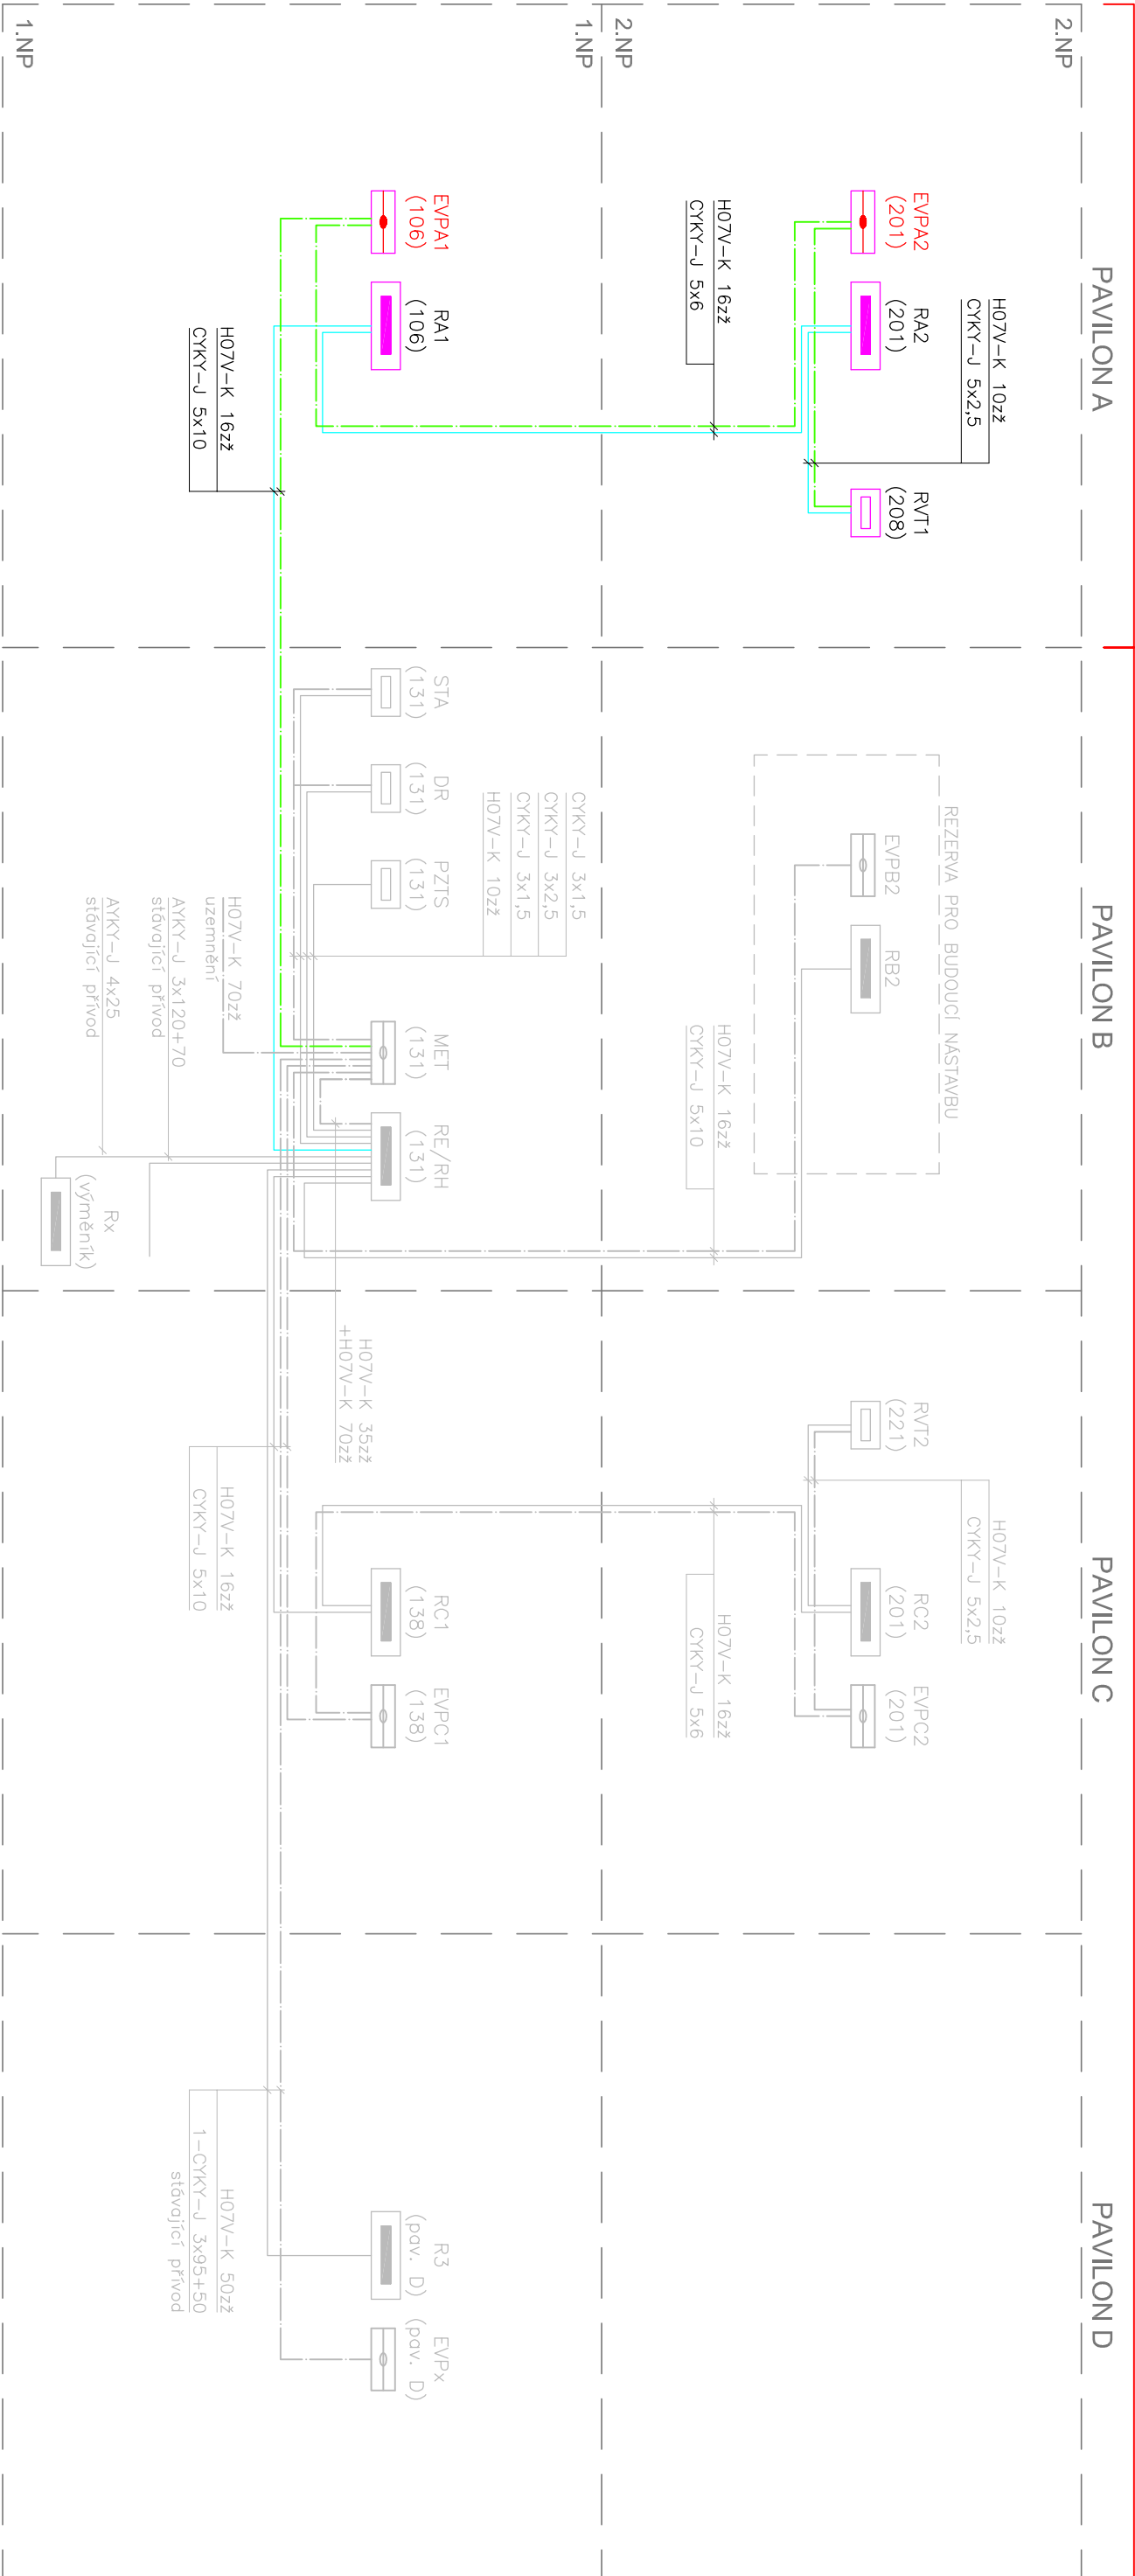 PAVILON A
PAVILON B
PAVILON C
PAVILON D
2.NP
2.NP
1.NP
1.NP
H07V-K 10zž
CYKY-J 5x2,5
EVPA2
(201)
RA2
(201)
RVT1
(208)
H07V-K 16zž
CYKY-J 5x6
EVPA1
(106)
RA1
(106)
H07V-K 16zž
CYKY-J 5x10
REZERVA PRO BUDOUCÍ NÁSTAVBU
EVPB2
RB2
H07V-K 16zž
CYKY-J 5x10
CYKY-J 3x1,5
CYKY-J 3x2,5
CYKY-J 3x1,5
H07V-K 10zž
STA
(131)
DR
(131)
PZTS
(131)
MET
(131)
RE/RH
(131)
H07V-K 70zž
uzemnění
AYKY-J 3x120+70
stávající přívod
AYKY-J 4x25
stávající přívod
Rx
(výměník)
H07V-K 35zž
+H07V-K 70zž
H07V-K 10zž
CYKY-J 5x2,5
RVT2
(221)
RC2
(201)
EVPC2
(201)
H07V-K 16zž
CYKY-J 5x6
RC1
(138)
EVPC1
(138)
H07V-K 16zž
CYKY-J 5x10
R3
(pav. D)
EVPx
(pav. D)
H07V-K 50zž
1-CYKY-J 3x95+50
stávající přívod